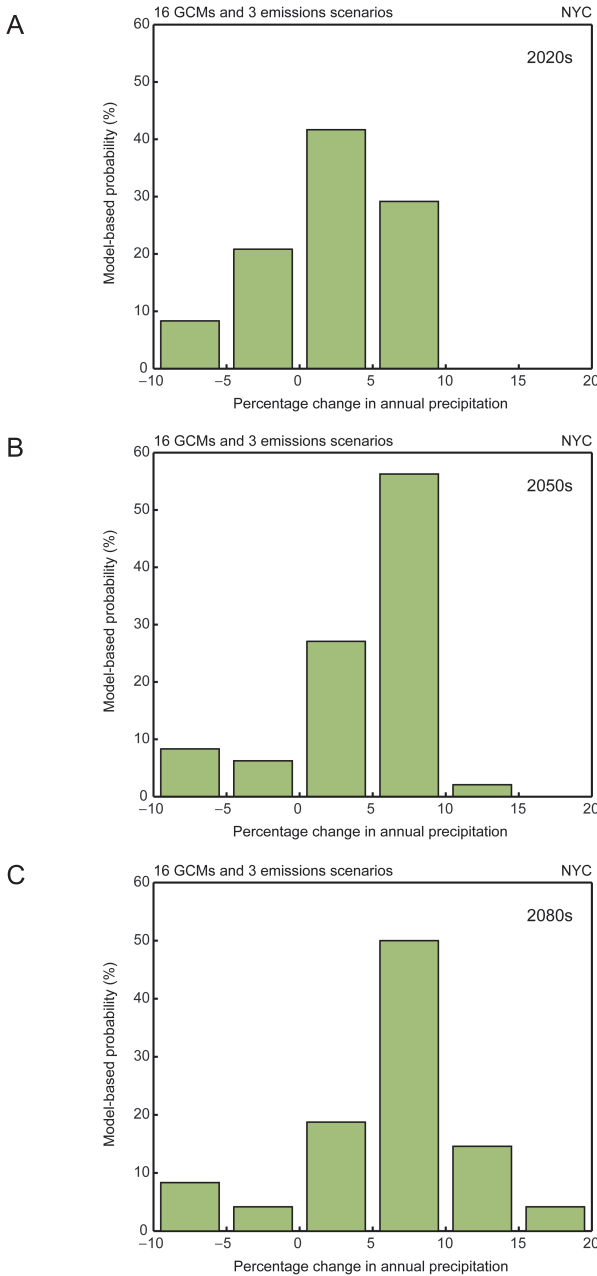 A
16 GCMs and 3 emissions scenarios NYC
2020s
60
50
40
30
20
10
0
Model-based probability (%)
–10 –5 0 5 10 15 20
Percentage change in annual precipitation
B
16 GCMs and 3 emissions scenarios NYC
2050s
60
50
40
30
20
10
0
Model-based probability (%)
–10 –5 0 5 10 15 20
Percentage change in annual precipitation
C
16 GCMs and 3 emissions scenarios NYC
2080s
60
50
40
30
20
10
0
Model-based probability (%)
–10 –5 0 5 10 15 20
Percentage change in annual precipitation